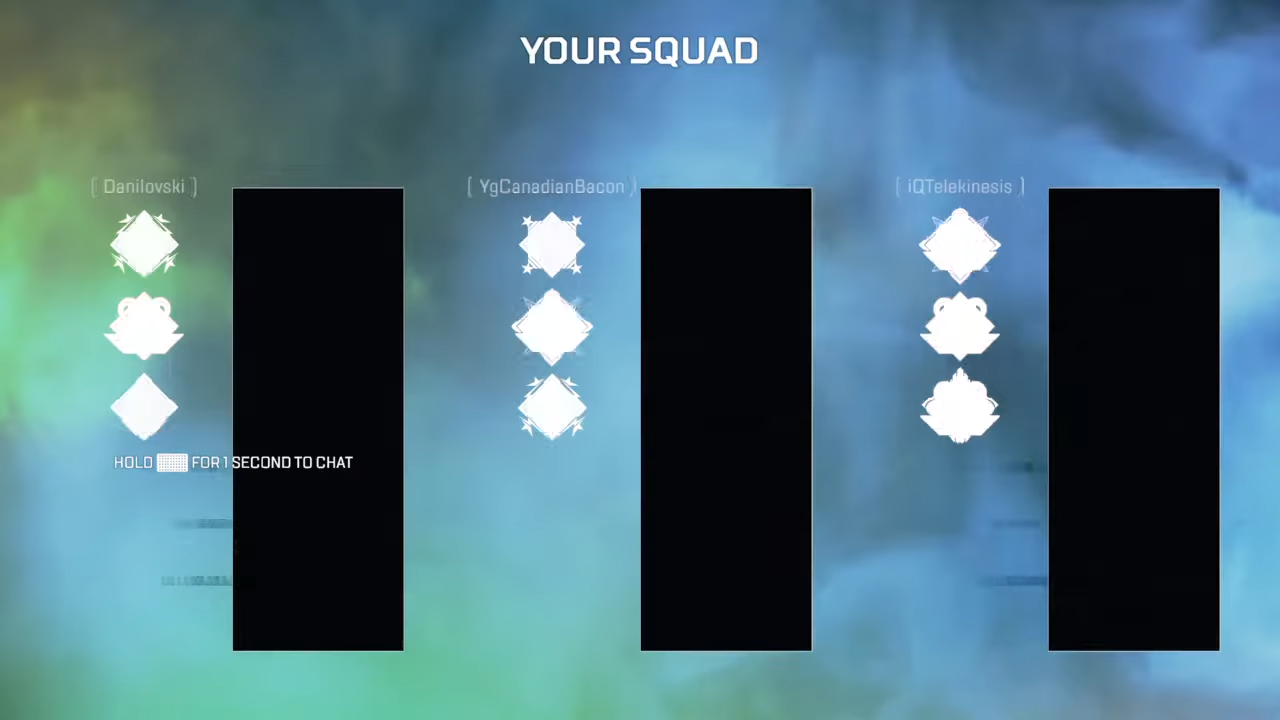 YOUR SQUAD
[ Danilovski ]
[ YgCanadianBacon ]
[ iQTelekinesis ]
HOLD FOR 1 SECOND TO CHAT